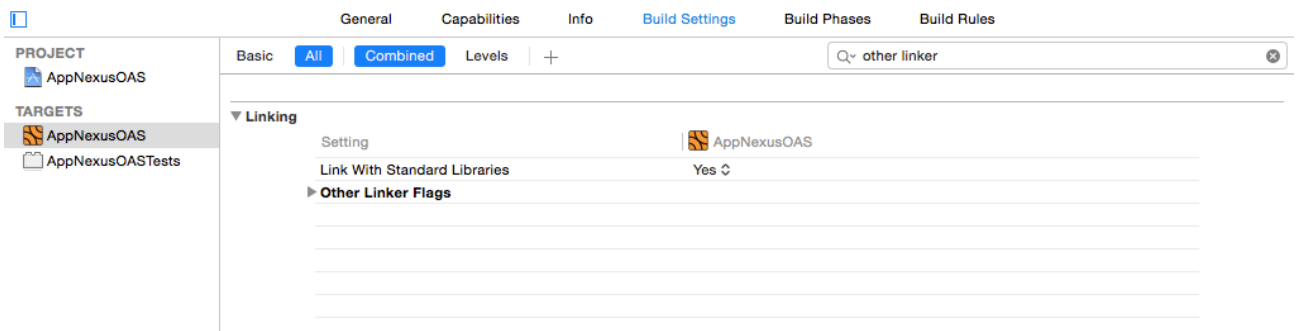 General Capabilities Info Build Settings Build Phases Build Rules
PROJECT
AppNexusOAS
TARGETS
AppNexusOAS
AppNexusOASTests
Basic All Combined Levels + other linker
Linking
Setting AppNexusOAS
Link With Standard Libraries Yes
Other Linker Flags